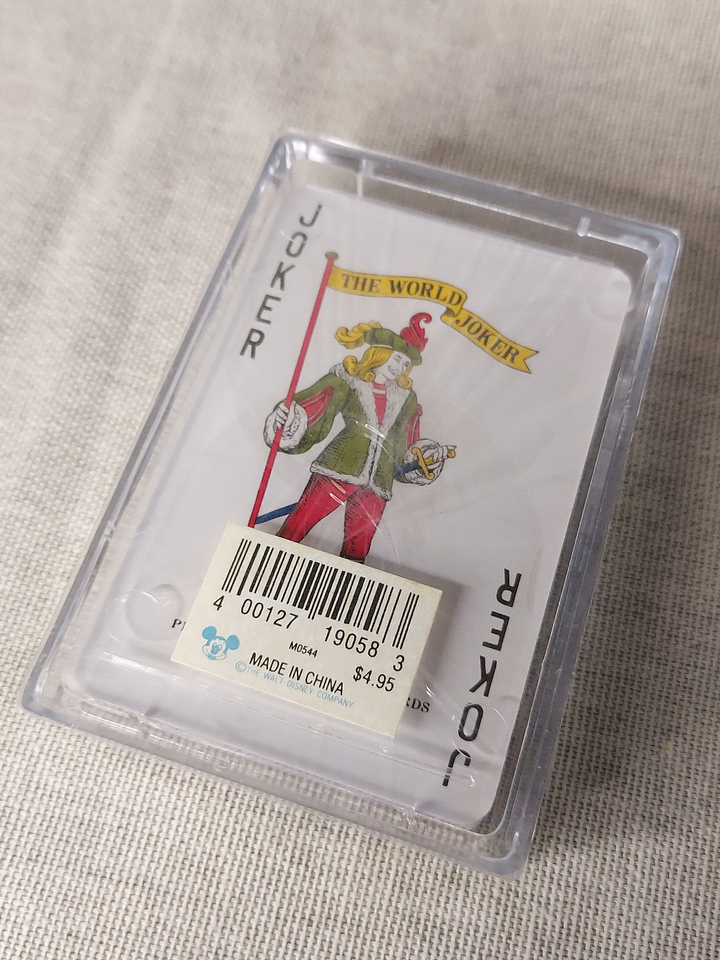 JOKER
THE WORLD JOKER
4 00127 19058 3
M0544
MADE IN CHINA $4.95
©THE WALT DISNEY COMPANY
JOKER